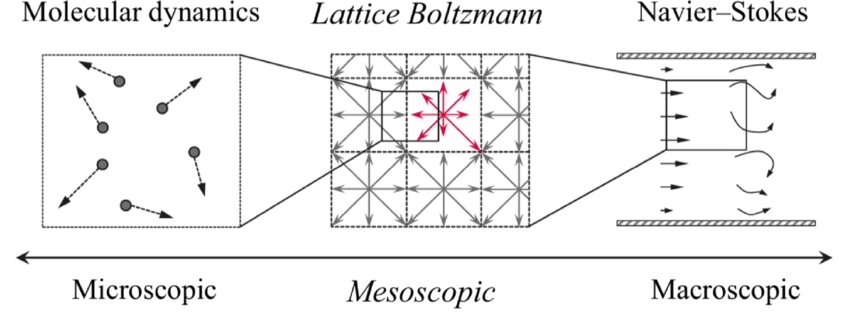 Molecular dynamics
Lattice Boltzmann
Navier–Stokes
Microscopic
Mesoscopic
Macroscopic